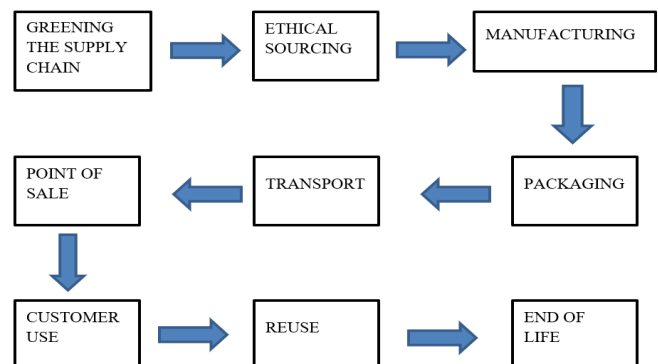 GREENING
THE SUPPLY
CHAIN
ETHICAL
SOURCING
MANUFACTURING
PACKAGING
TRANSPORT
POINT OF
SALE
CUSTOMER
USE
REUSE
END OF
LIFE